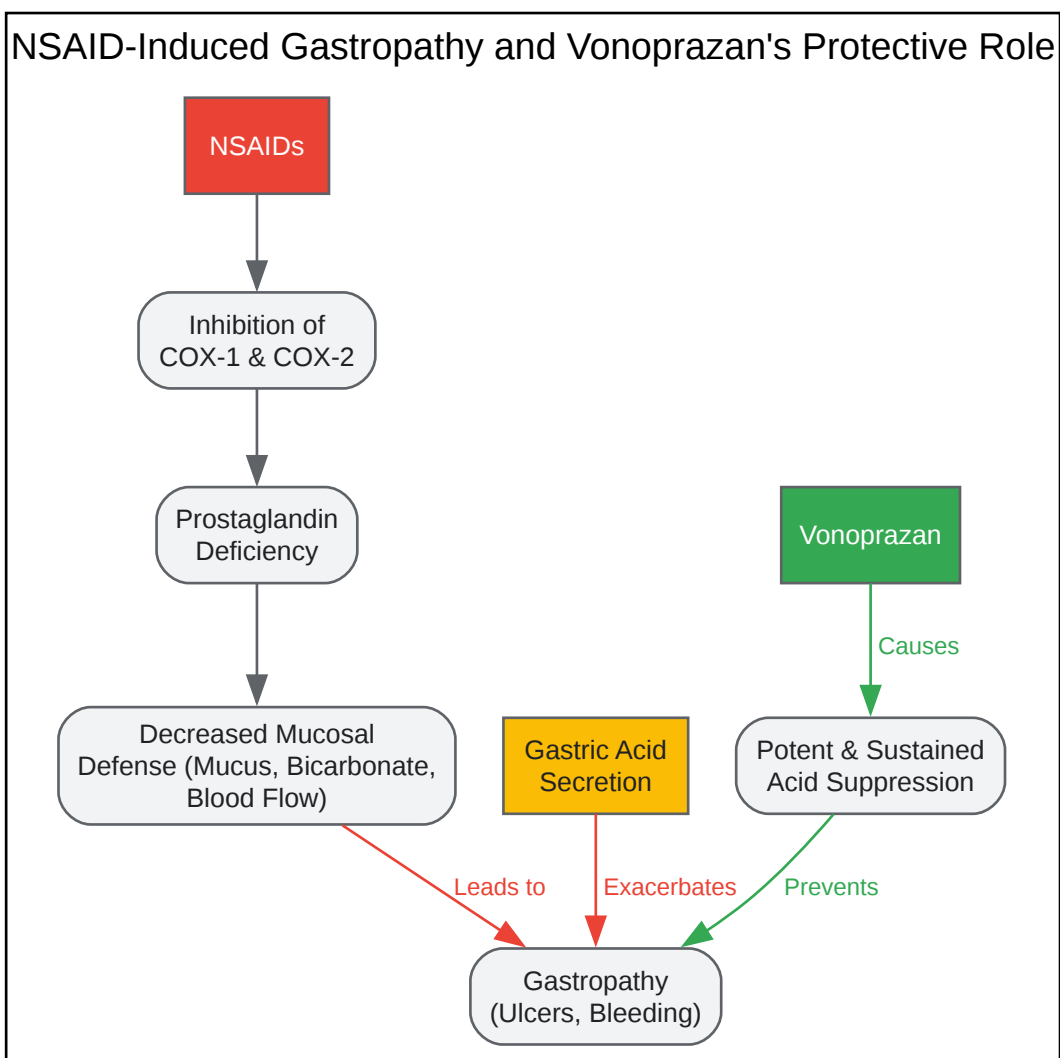 NSAID-Induced Gastropathy and Vonoprazan's Protective Role
NSAIDs
Inhibition of
COX-1 & COX-2
Prostaglandin
Deficiency
Vonoprazan
Causes
Decreased Mucosal
Defense (Mucus, Bicarbonate,
Blood Flow)
Gastric Acid
Secretion
Potent & Sustained
Acid Suppression
Leads to
Exacerbates
Prevents
Gastropathy
(Ulcers, Bleeding)